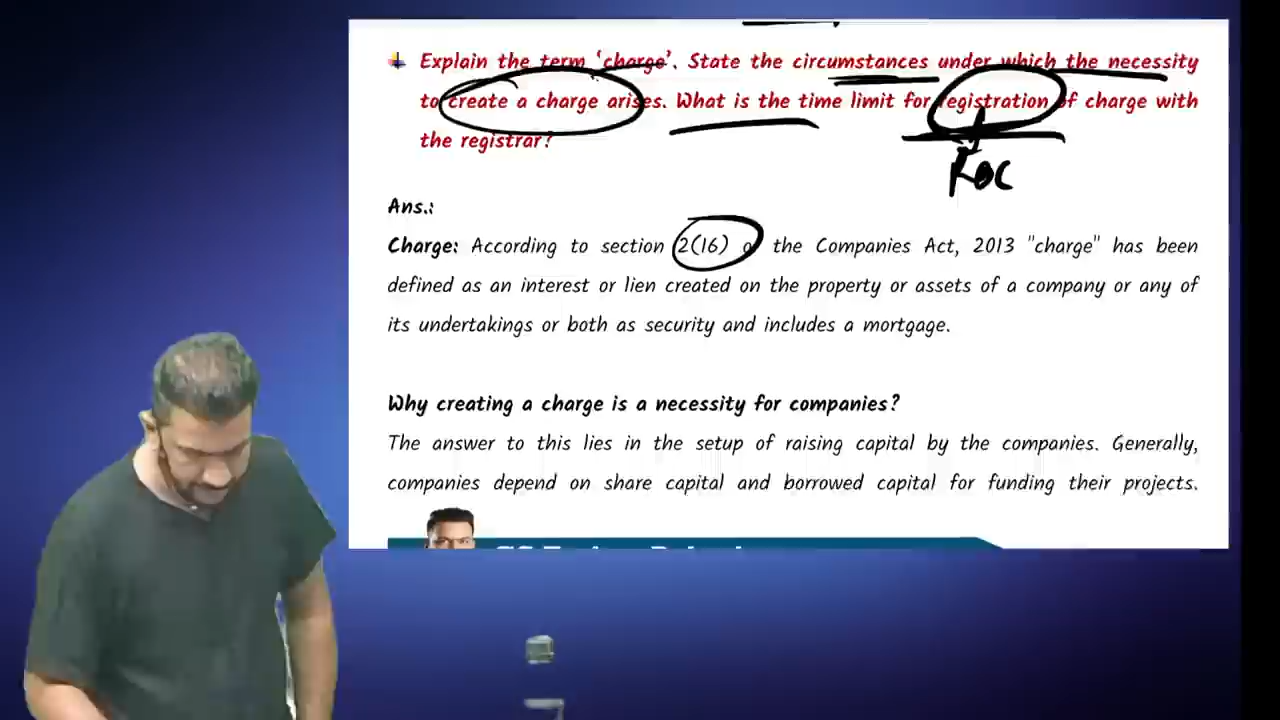 Explain the term ‘charge’. State the circumstances under which the necessity
to create a charge arises. What is the time limit for registration of charge with
the registrar?
ROC
Ans.:
Charge: According to section 2(16) the Companies Act, 2013 "charge" has been
defined as an interest or lien created on the property or assets of a company or any of
its undertakings or both as security and includes a mortgage.
Why creating a charge is a necessity for companies?
The answer to this lies in the setup of raising capital by the companies. Generally,
companies depend on share capital and borrowed capital for funding their projects.